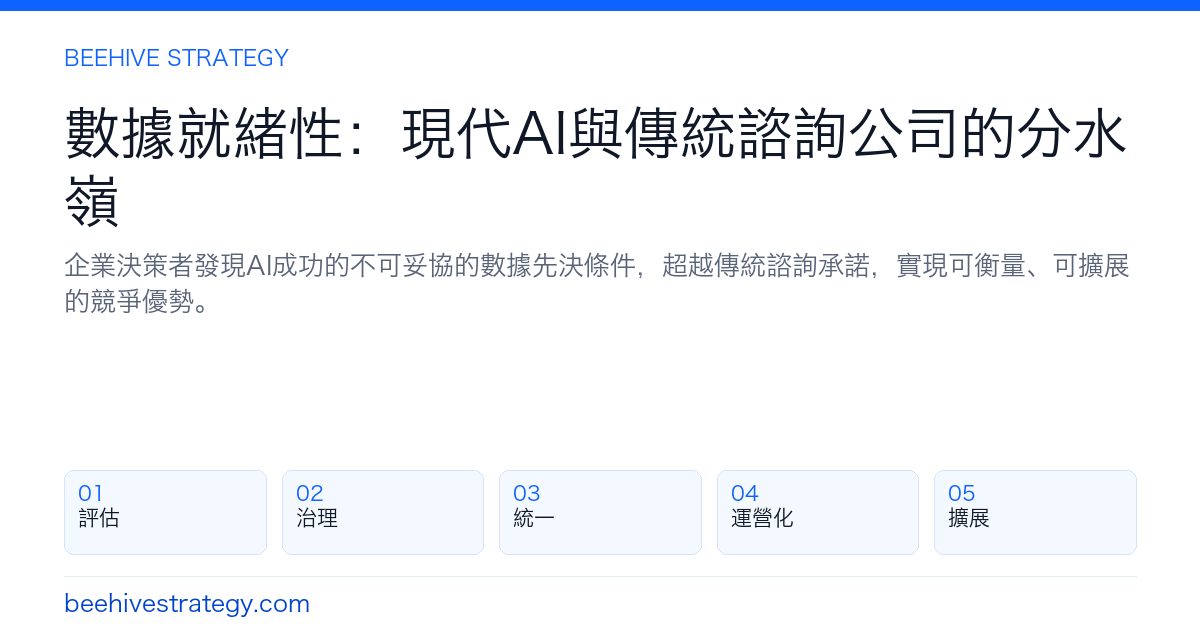 BEEHIVE STRATEGY
數據就緒性：現代AI與傳統諮詢公司的分水
嶺
企業決策者發現AI成功的不可妥協的數據先決條件，超越傳統諮詢承諾，實現可衡量、可擴展
的競爭優勢。
01
評估
02
治理
03
統一
04
運營化
05
擴展
beehivestrategy.com